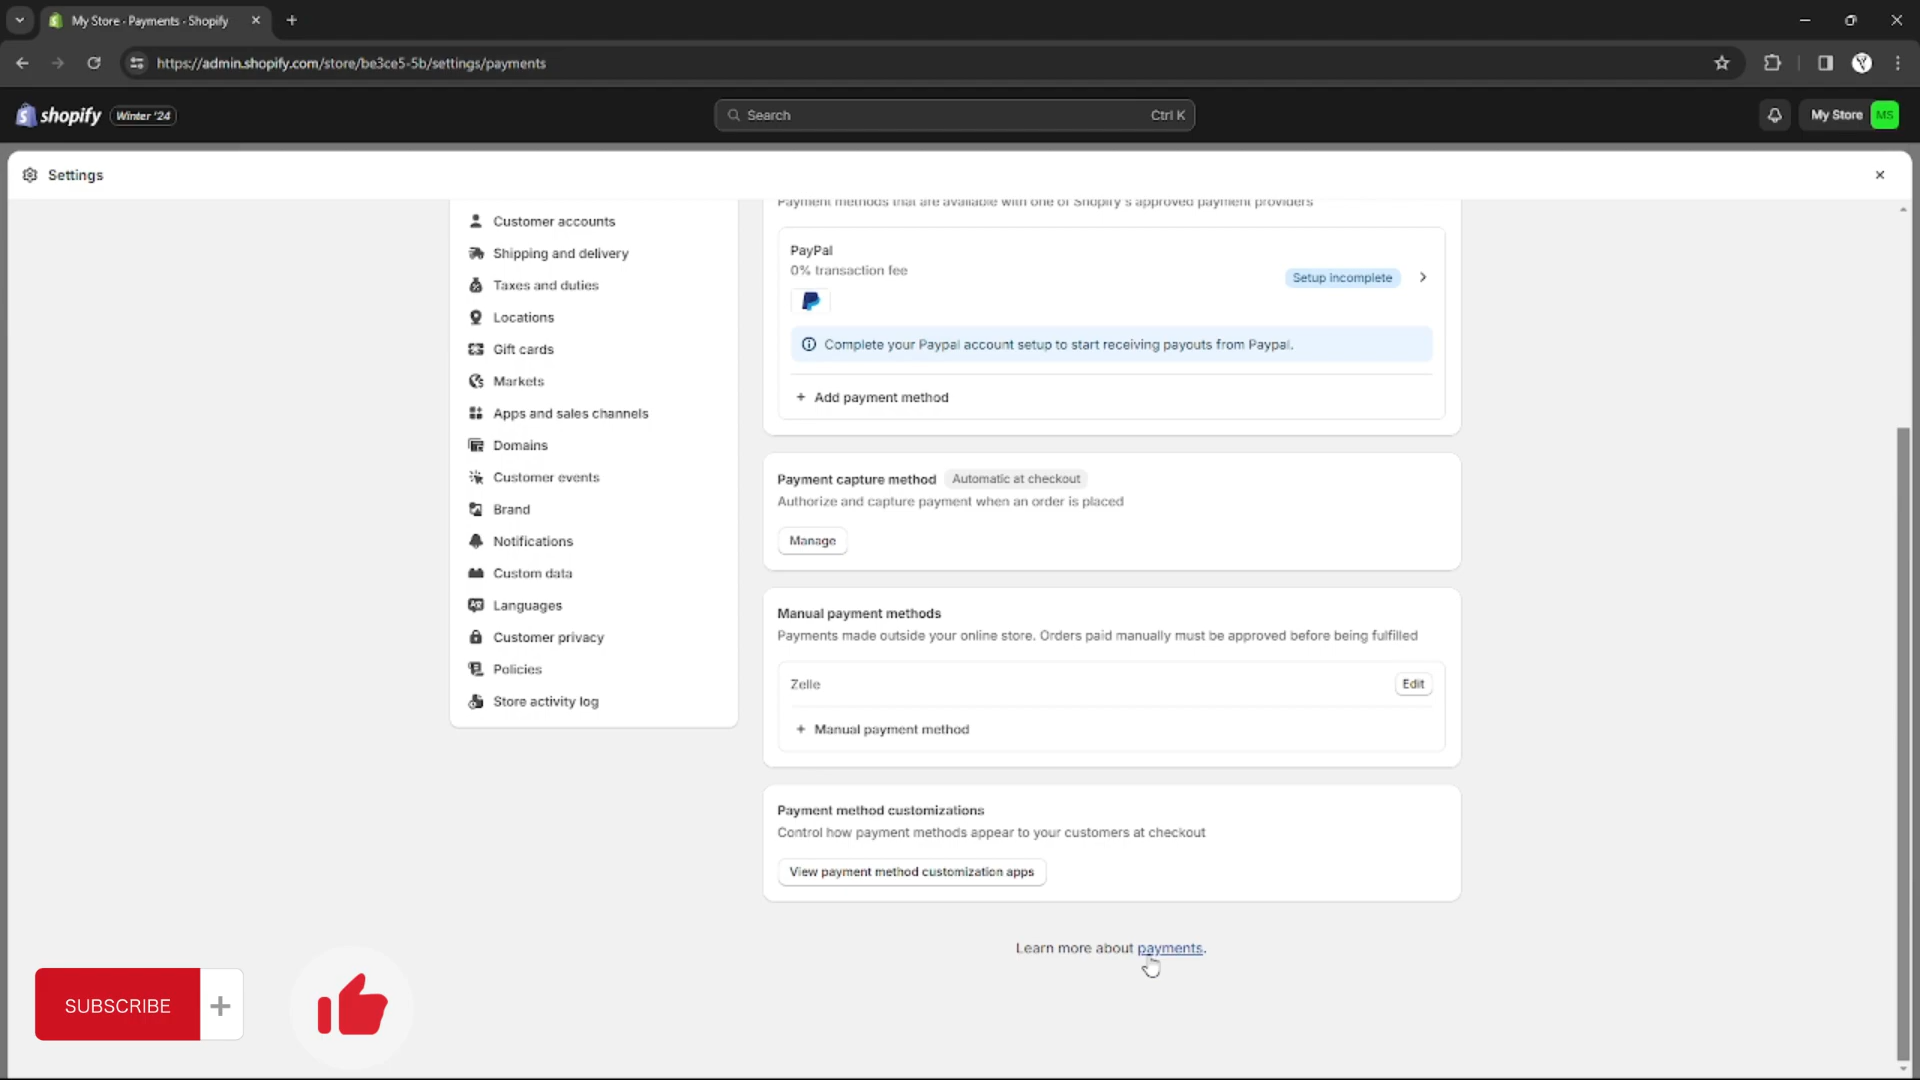 My Store · Payments · Shopify
https://admin.shopify.com/store/be3ce5-5b/settings/payments
shopify Winter '24
Search Ctrl K
My Store MS
Settings
Customer accounts
Shipping and delivery
Taxes and duties
Locations
Gift cards
Markets
Apps and sales channels
Domains
Customer events
Brand
Notifications
Custom data
Languages
Customer privacy
Policies
Store activity log
Payment methods that are available with one of Shopify's approved payment providers
PayPal
0% transaction fee
Setup incomplete
Complete your Paypal account setup to start receiving payouts from Paypal.
+ Add payment method
Payment capture method Automatic at checkout
Authorize and capture payment when an order is placed
Manage
Manual payment methods
Payments made outside your online store. Orders paid manually must be approved before being fulfilled
Zelle Edit
+ Manual payment method
Payment method customizations
Control how payment methods appear to your customers at checkout
View payment method customization apps
Learn more about payments.
SUBSCRIBE +